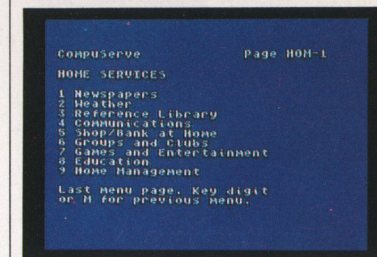 CompuServe Page HOM-1
HOME SERVICES
1 Newspapers
2 Weather
3 Reference Library
4 Communications
5 Shop/Bank at Home
6 Groups and Clubs
7 Games and Entertainment
8 Education
9 Home Management
Last menu page. Key digit
or M for previous menu.